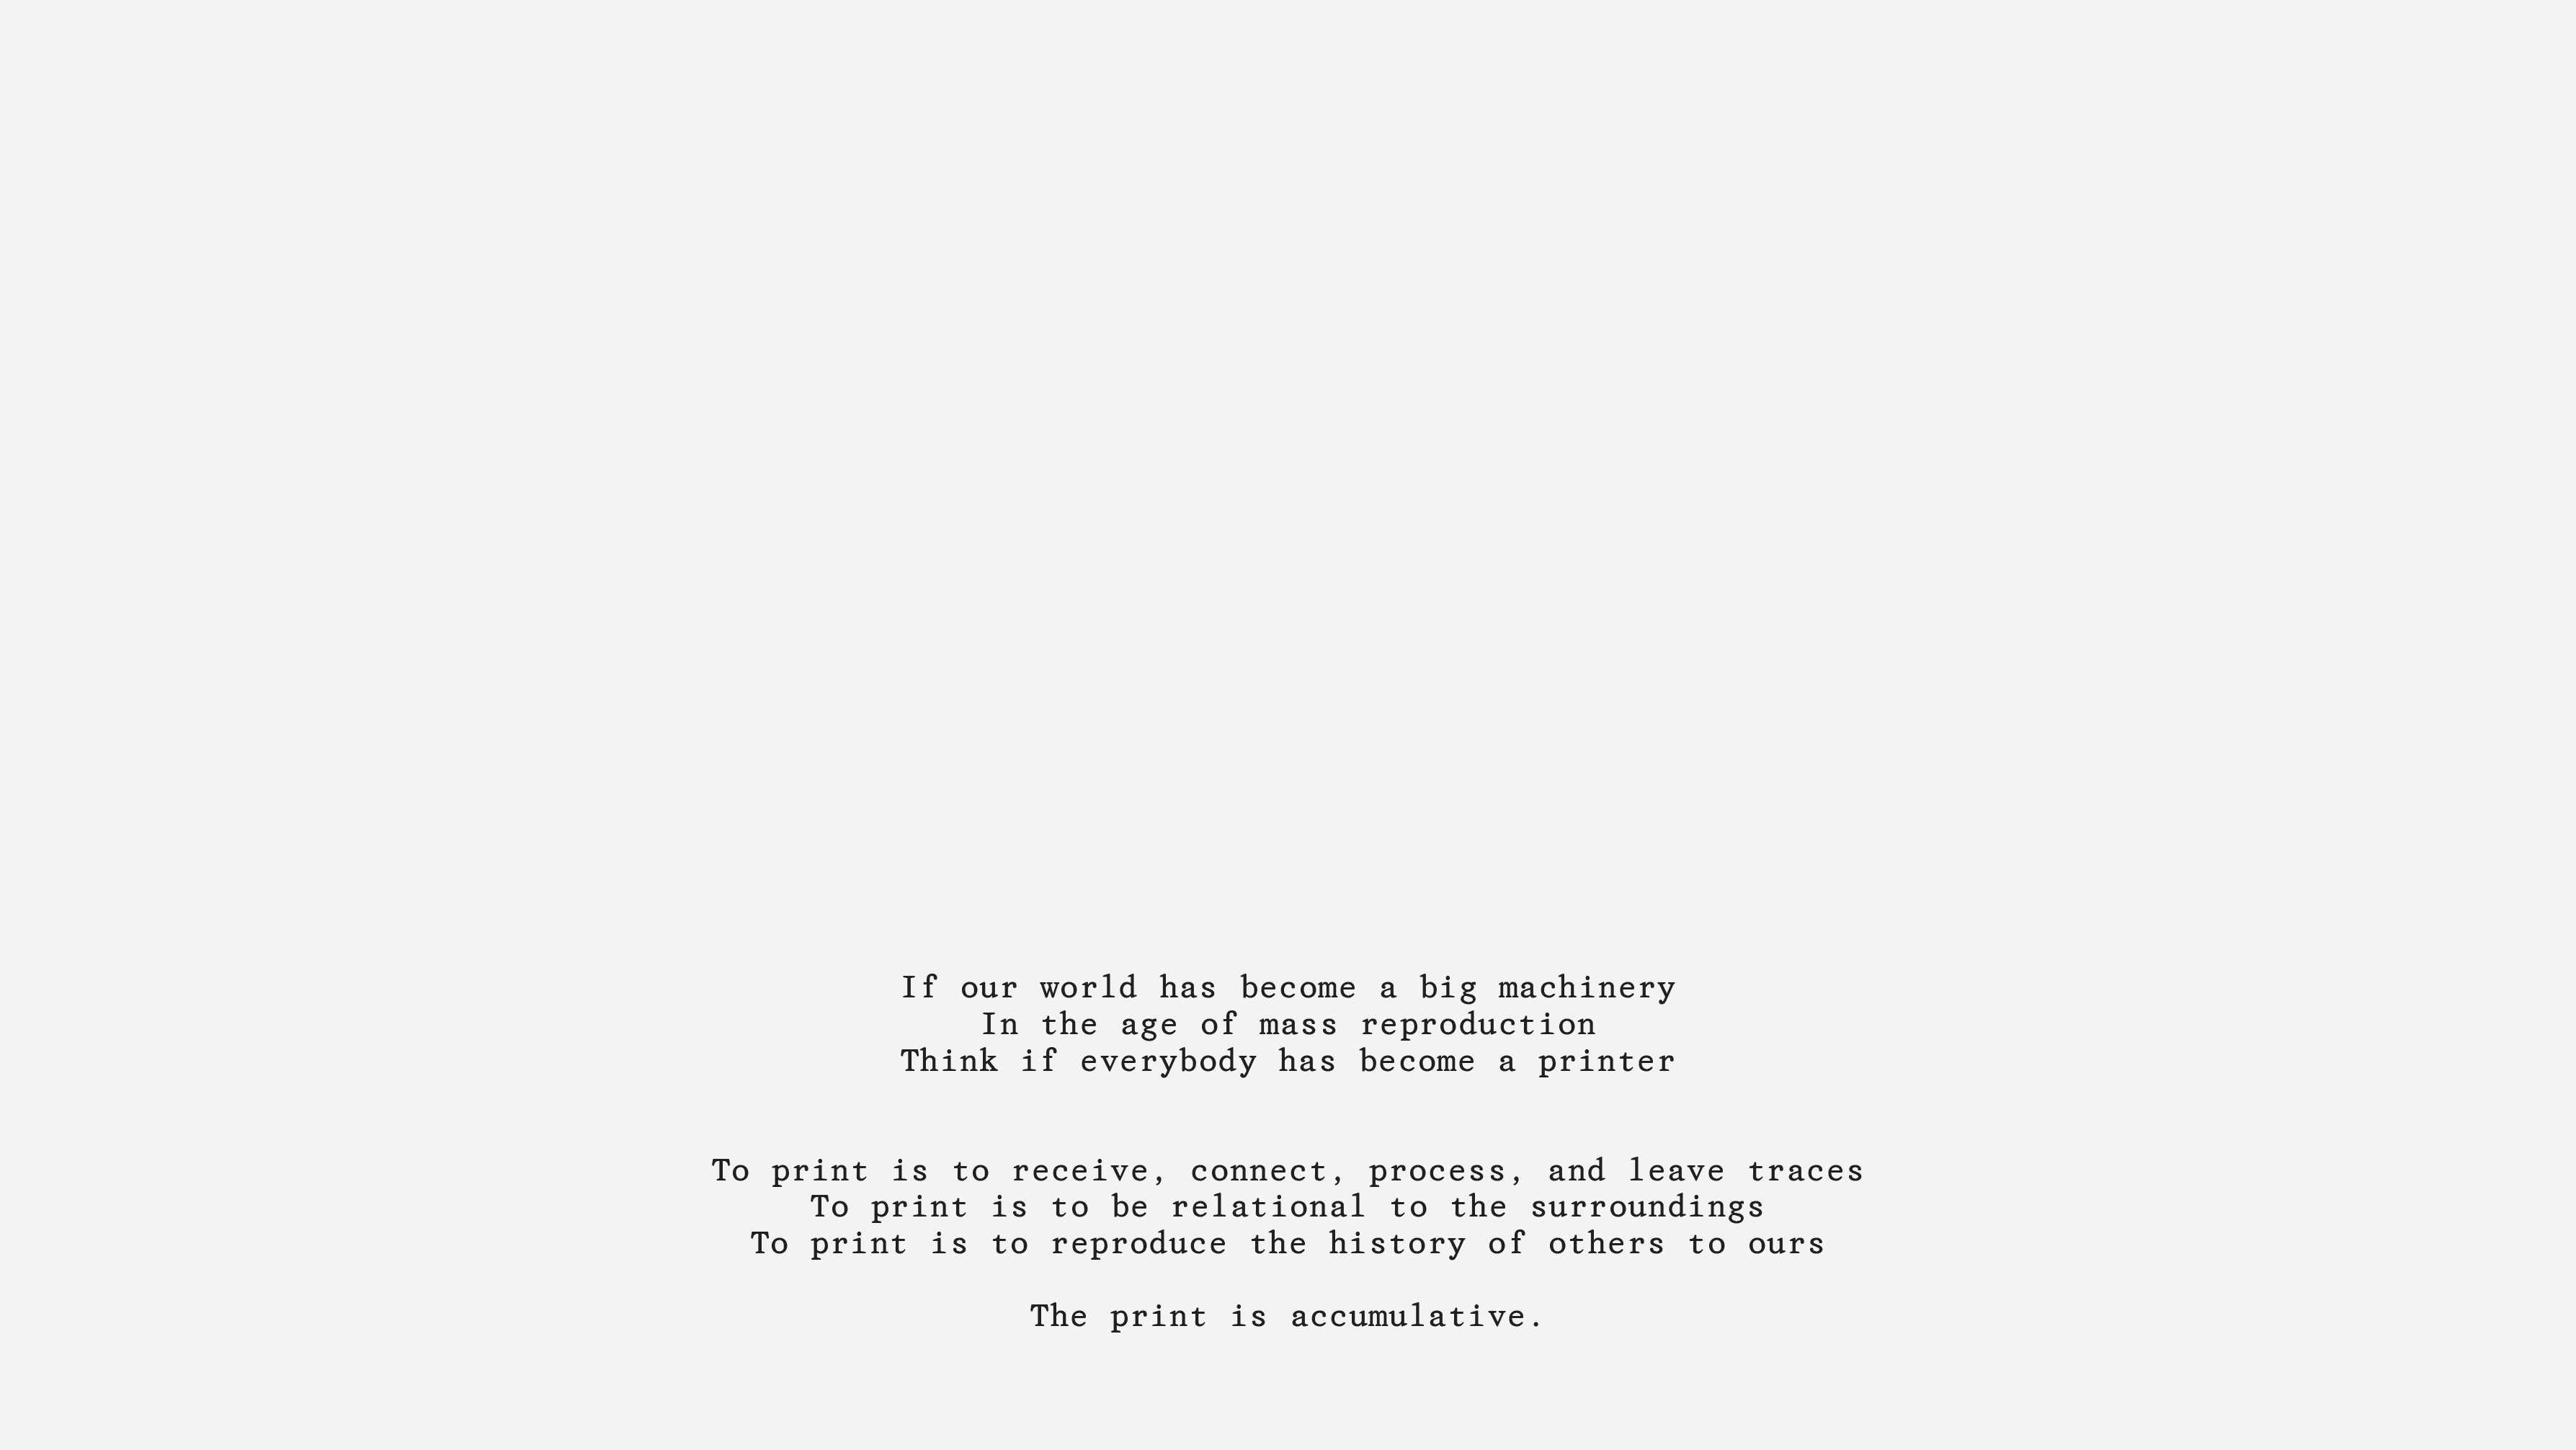 If our world has become a big machinery
In the age of mass reproduction
Think if everybody has become a printer
To print is to receive, connect, process, and leave traces
To print is to be relational to the surroundings
To print is to reproduce the history of others to ours
The print is accumulative.